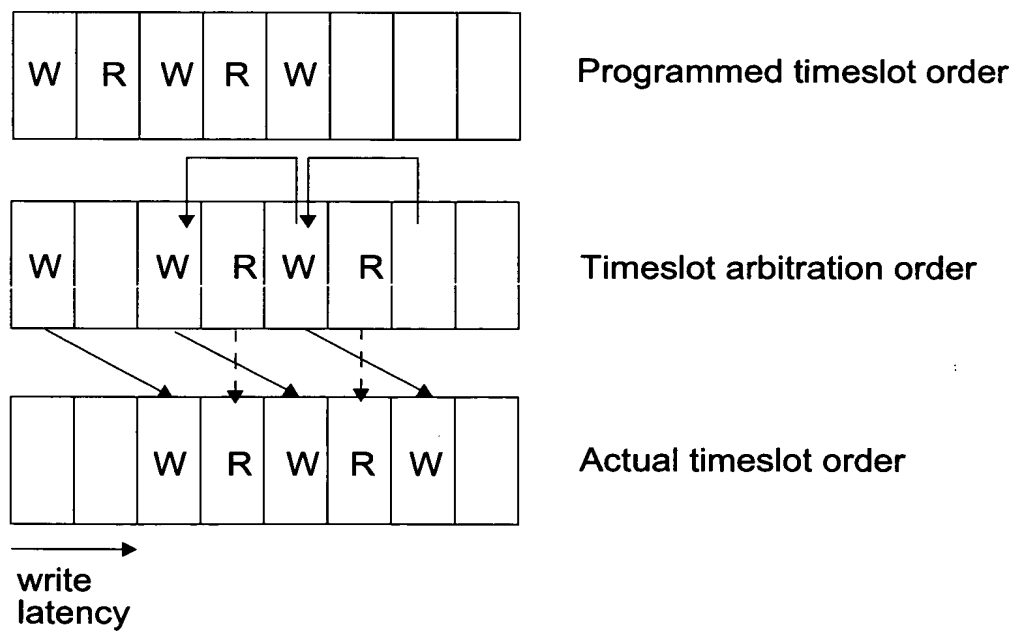 W R W R W Programmed timeslot order
W W R W R Timeslot arbitration order
W R W R W Actual timeslot order
write
latency